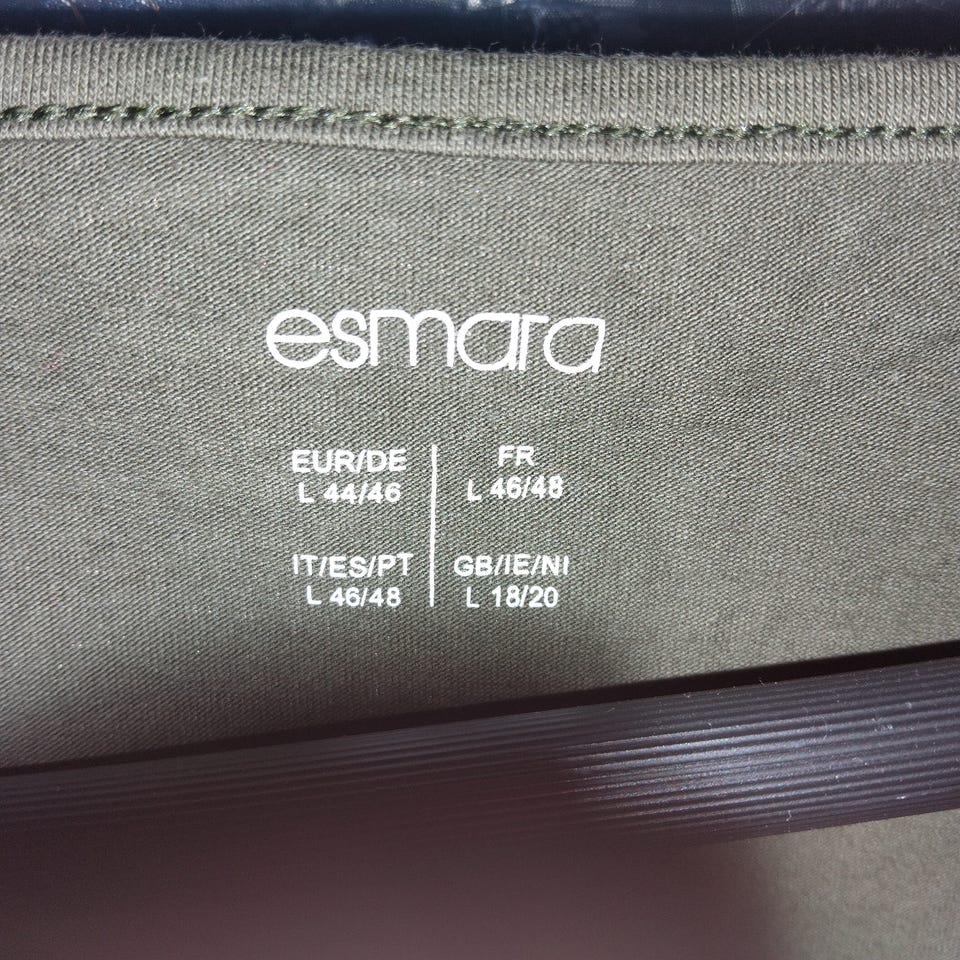 esmara
EUR/DE
L 44/46
FR
L 46/48
IT/ES/PT
L 46/48
GB/IE/NI
L 18/20